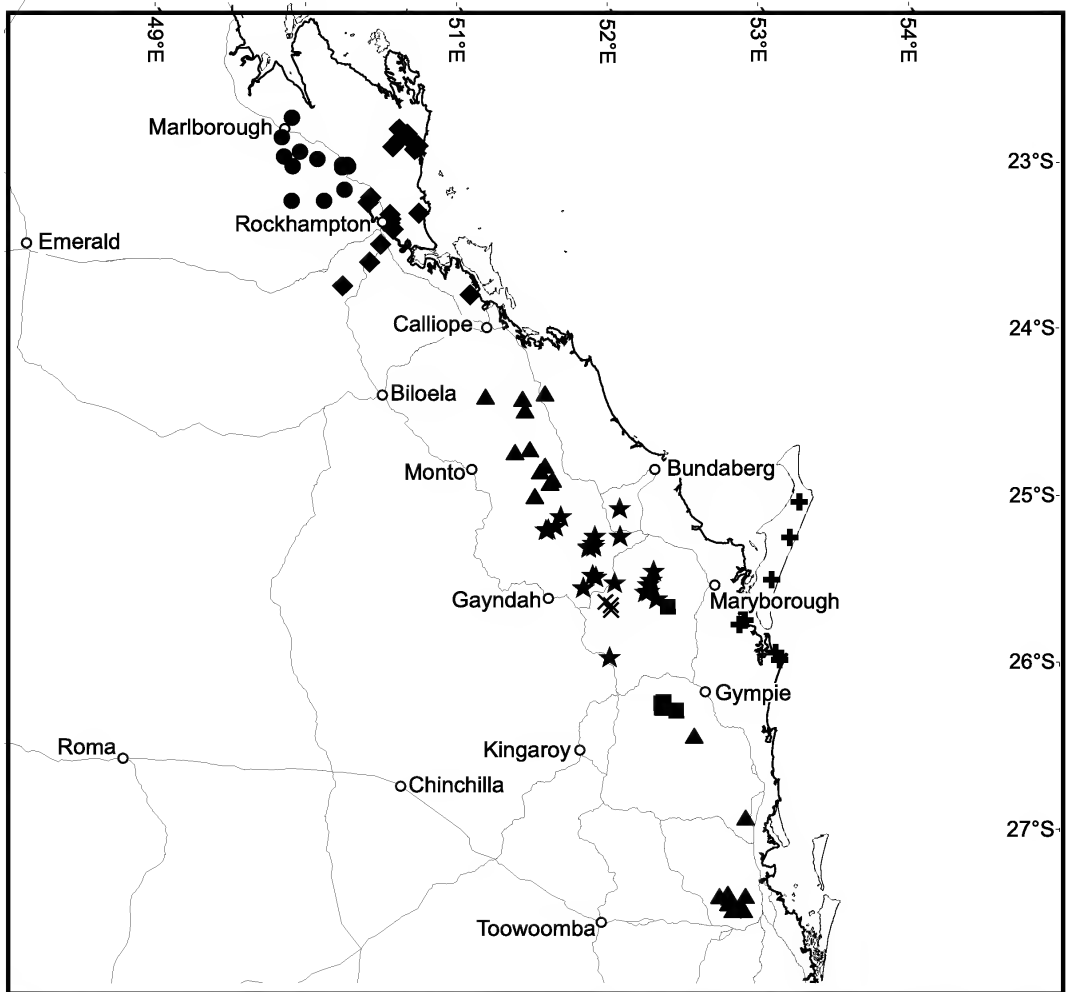 49°E
51°E
52°E
53°E
54°E
Marlborough
23°S
Rockhampton
Emerald
Calliope
24°S
Biloela
Monto
Bundaberg
25°S
Gayndah
Maryborough
26°S
Gympie
Roma
Kingaroy
Chinchilla
27°S
Toowoomba